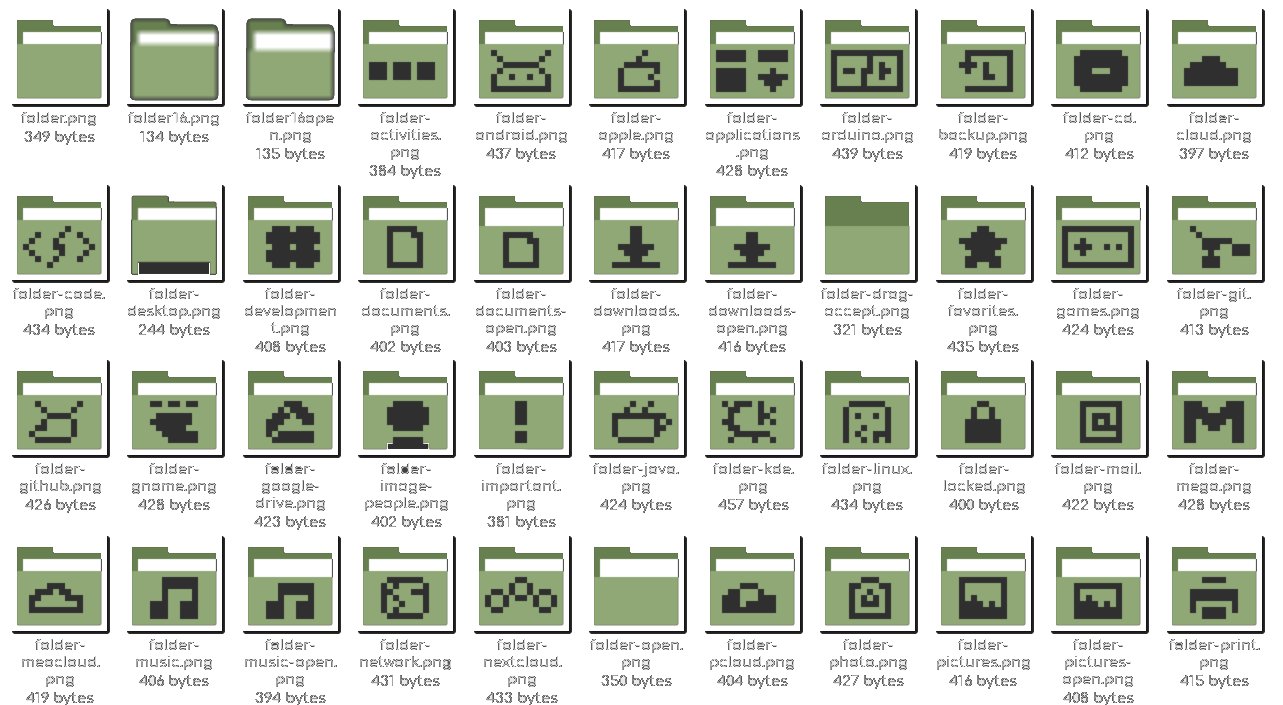 folder.png
349 bytes
folder16.png
134 bytes
folder16ope
n.png
135 bytes
folder-
activities.
png
384 bytes
folder-
android.png
437 bytes
folder-
apple.png
417 bytes
folder-
applications
.png
428 bytes
folder-
arduino.png
439 bytes
folder-
backup.png
419 bytes
folder-cd.
png
412 bytes
folder-
cloud.png
397 bytes
folder-code.
png
434 bytes
folder-
desktop.png
244 bytes
folder-
developmen
t.png
408 bytes
folder-
documents.
png
402 bytes
folder-
documents-
open.png
403 bytes
folder-
downloads.
png
417 bytes
folder-
downloads-
open.png
416 bytes
folder-drag-
accept.png
321 bytes
folder-
favorites.
png
435 bytes
folder-
games.png
424 bytes
folder-git.
png
413 bytes
folder-
github.png
426 bytes
folder-
gnome.png
428 bytes
folder-
google-
drive.png
423 bytes
folder-
image-
people.png
402 bytes
folder-
important.
png
381 bytes
folder-java.
png
424 bytes
folder-kde.
png
457 bytes
folder-linux.
png
434 bytes
folder-
locked.png
400 bytes
folder-mail.
png
422 bytes
folder-
mega.png
428 bytes
folder-
meocloud.
png
419 bytes
folder-
music.png
406 bytes
folder-
music-open.
png
394 bytes
folder-
network.png
431 bytes
folder-
nextcloud.
png
433 bytes
folder-open.
png
350 bytes
folder-
pcloud.png
404 bytes
folder-
photo.png
427 bytes
folder-
pictures.png
416 bytes
folder-
pictures-
open.png
408 bytes
folder-print.
png
415 bytes